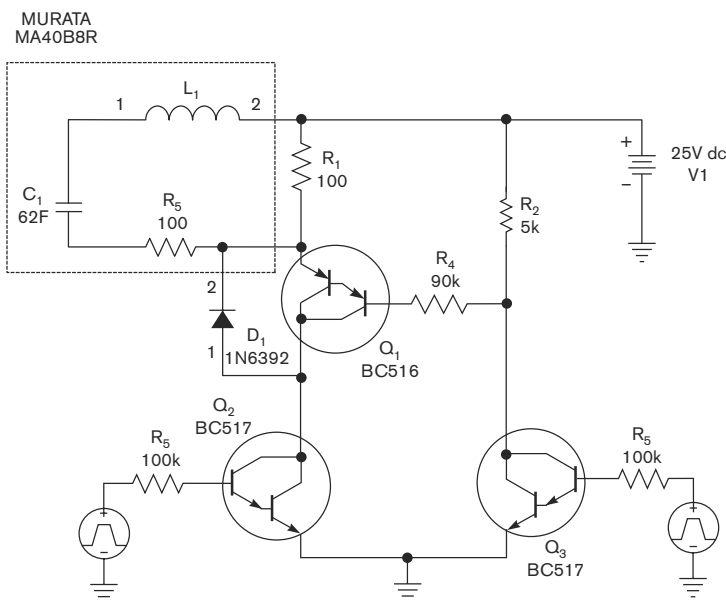 MURATA
MA40B8R
L1
1
2
R1
100
C1
62F
R5
100
R2
5k
+
−
25V dc
V1
2
D1
1N6392
1
R4
90k
Q1
BC516
Q2
BC517
R5
100k
+
R5
100k
+
Q3
BC517